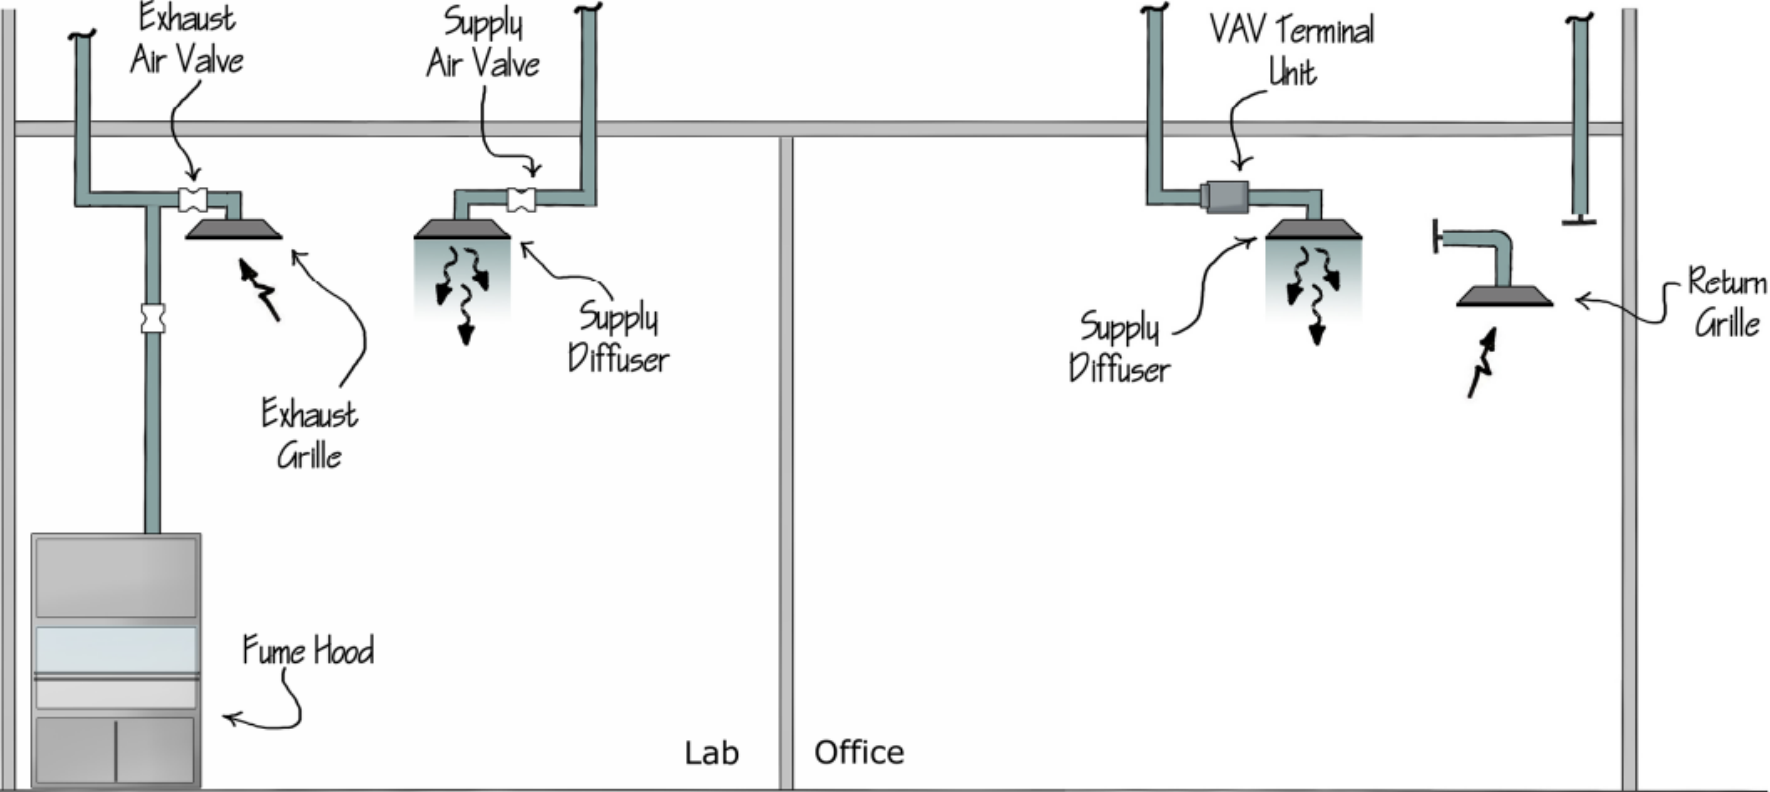 Exhaust
Air Valve
Supply
Air Valve
VAV Terminal
Unit
Supply
Diffuser
Supply
Diffuser
Return
Grille
Exhaust
Grille
Fume Hood
Lab
Office